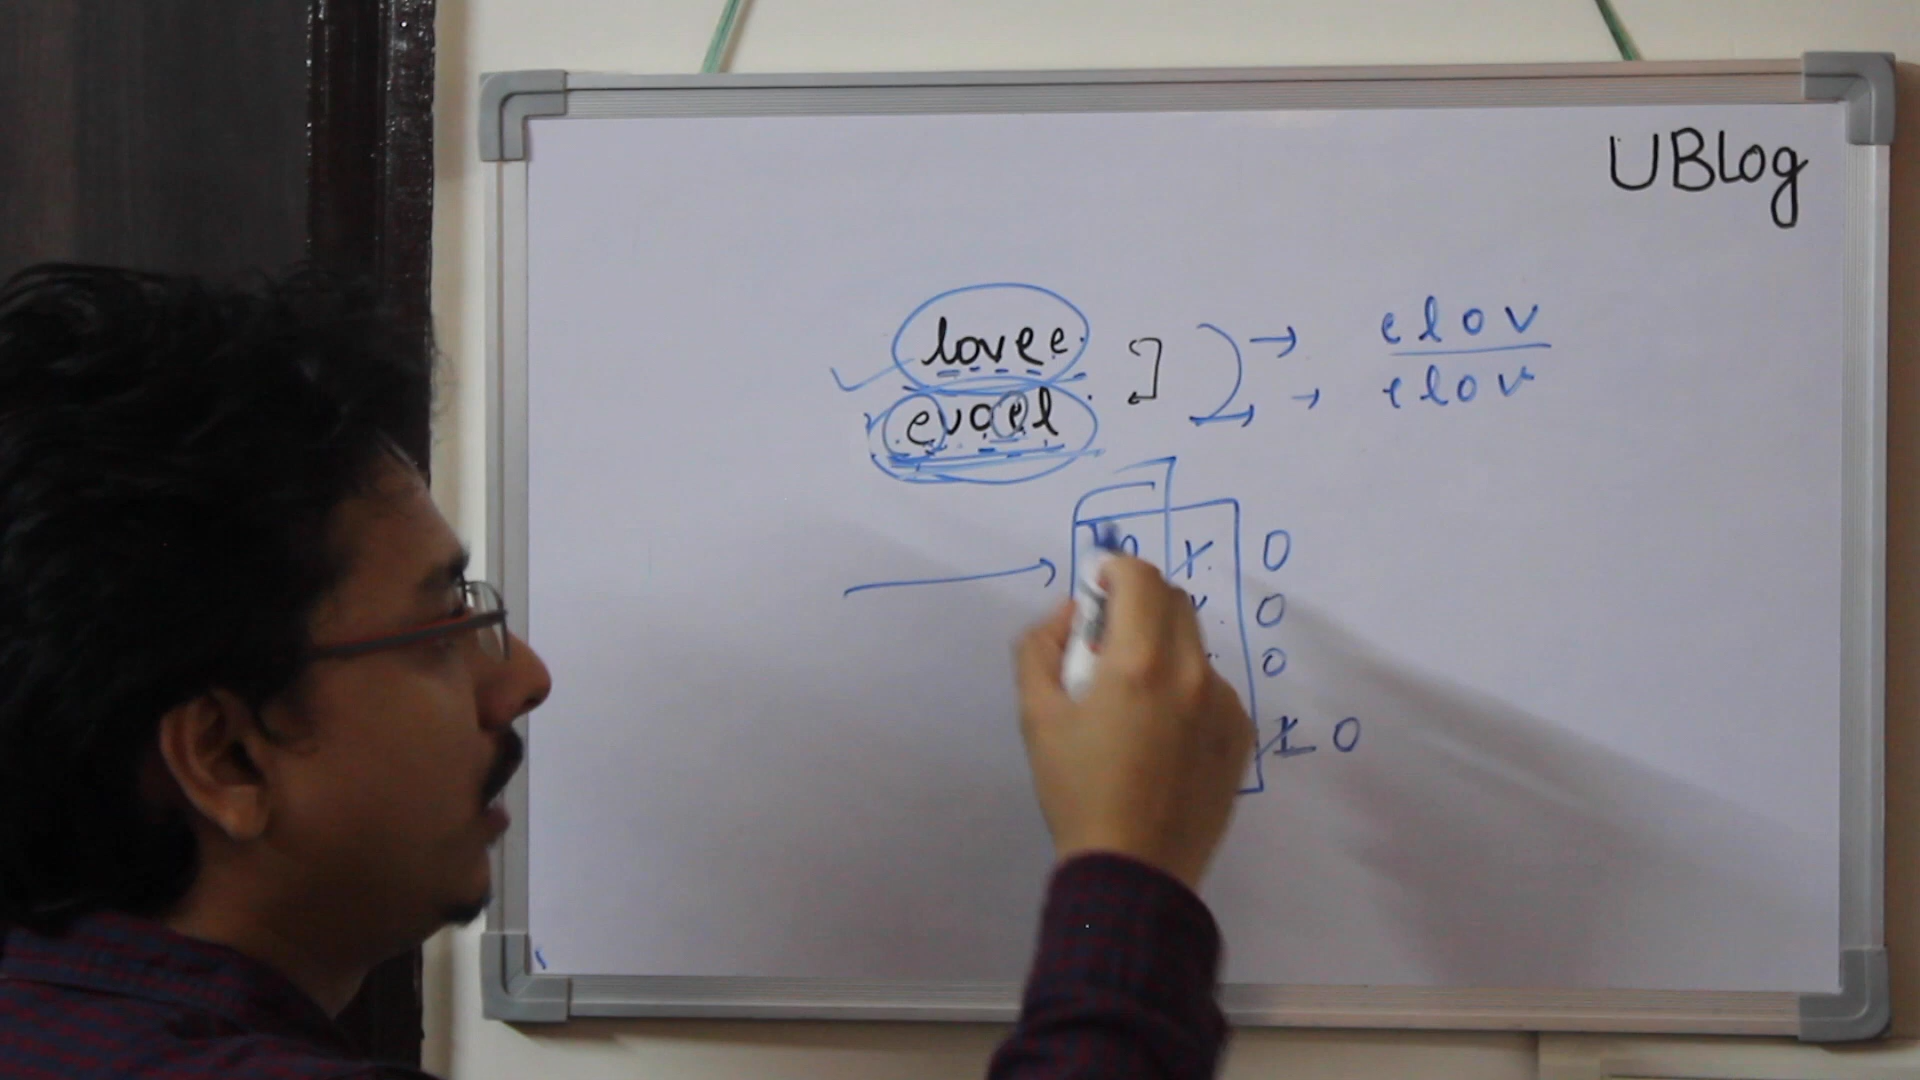 UBlog
lovee ] → elov
evoel → elov
x 0
0
0
1 0